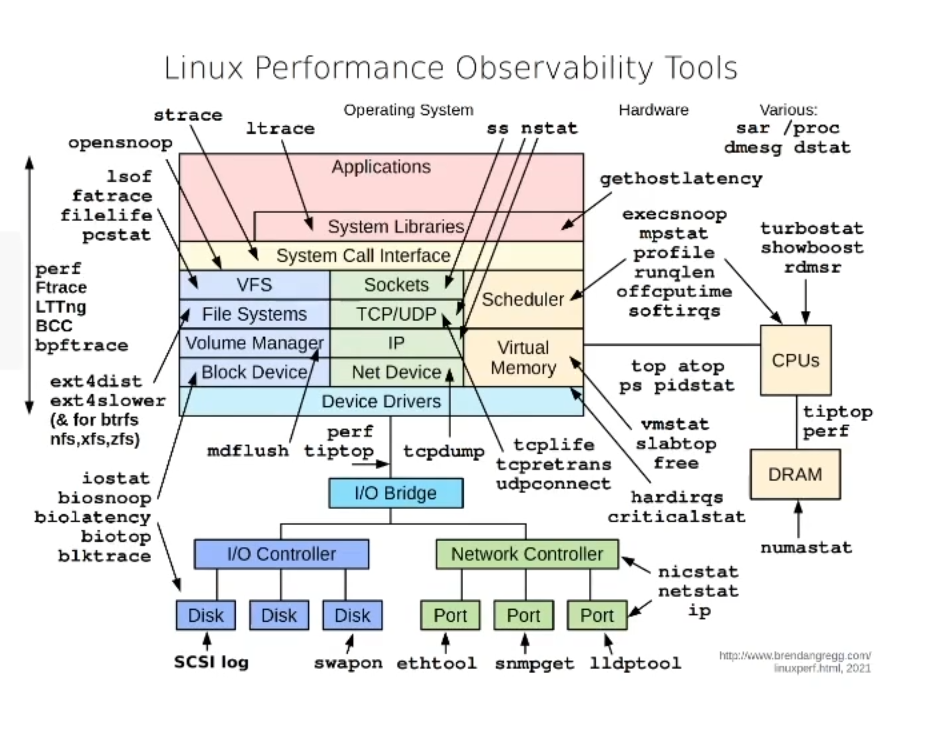 Linux Performance Observability Tools
Operating System
Hardware
Various:
sar /proc
dmesg dstat
strace
ltrace
ss nstat
opensnoop
lsof
fatrace
filelife
pcstat
perf
Ftrace
LTTng
BCC
bpftrace
ext4dist
ext4slower
(& for btrfs
nfs,xfs,zfs)
iostat
biosnoop
biolatency
biotop
blktrace
Applications
System Libraries
System Call Interface
VFS
Sockets
Scheduler
File Systems
TCP/UDP
Volume Manager
IP
Virtual
Memory
Block Device
Net Device
Device Drivers
gethostlatency
execsnoop
mpstat
profile
runqlen
offcputime
softirqs
turbostat
showboost
rdmsr
CPUs
top atop
ps pidstat
tiptop
perf
DRAM
numastat
vmstat
slabtop
free
hardirqs
criticalstat
mdflush
perf
tiptop
tcpdump
tcplife
tcpretrans
udpconnect
I/O Bridge
I/O Controller
Network Controller
nicstat
netstat
ip
Disk
Disk
Disk
Port
Port
Port
SCSI log
swapon
ethtool
snmpget
lldptool
http://www.brendangregg.com/
linuxperf.html, 2021